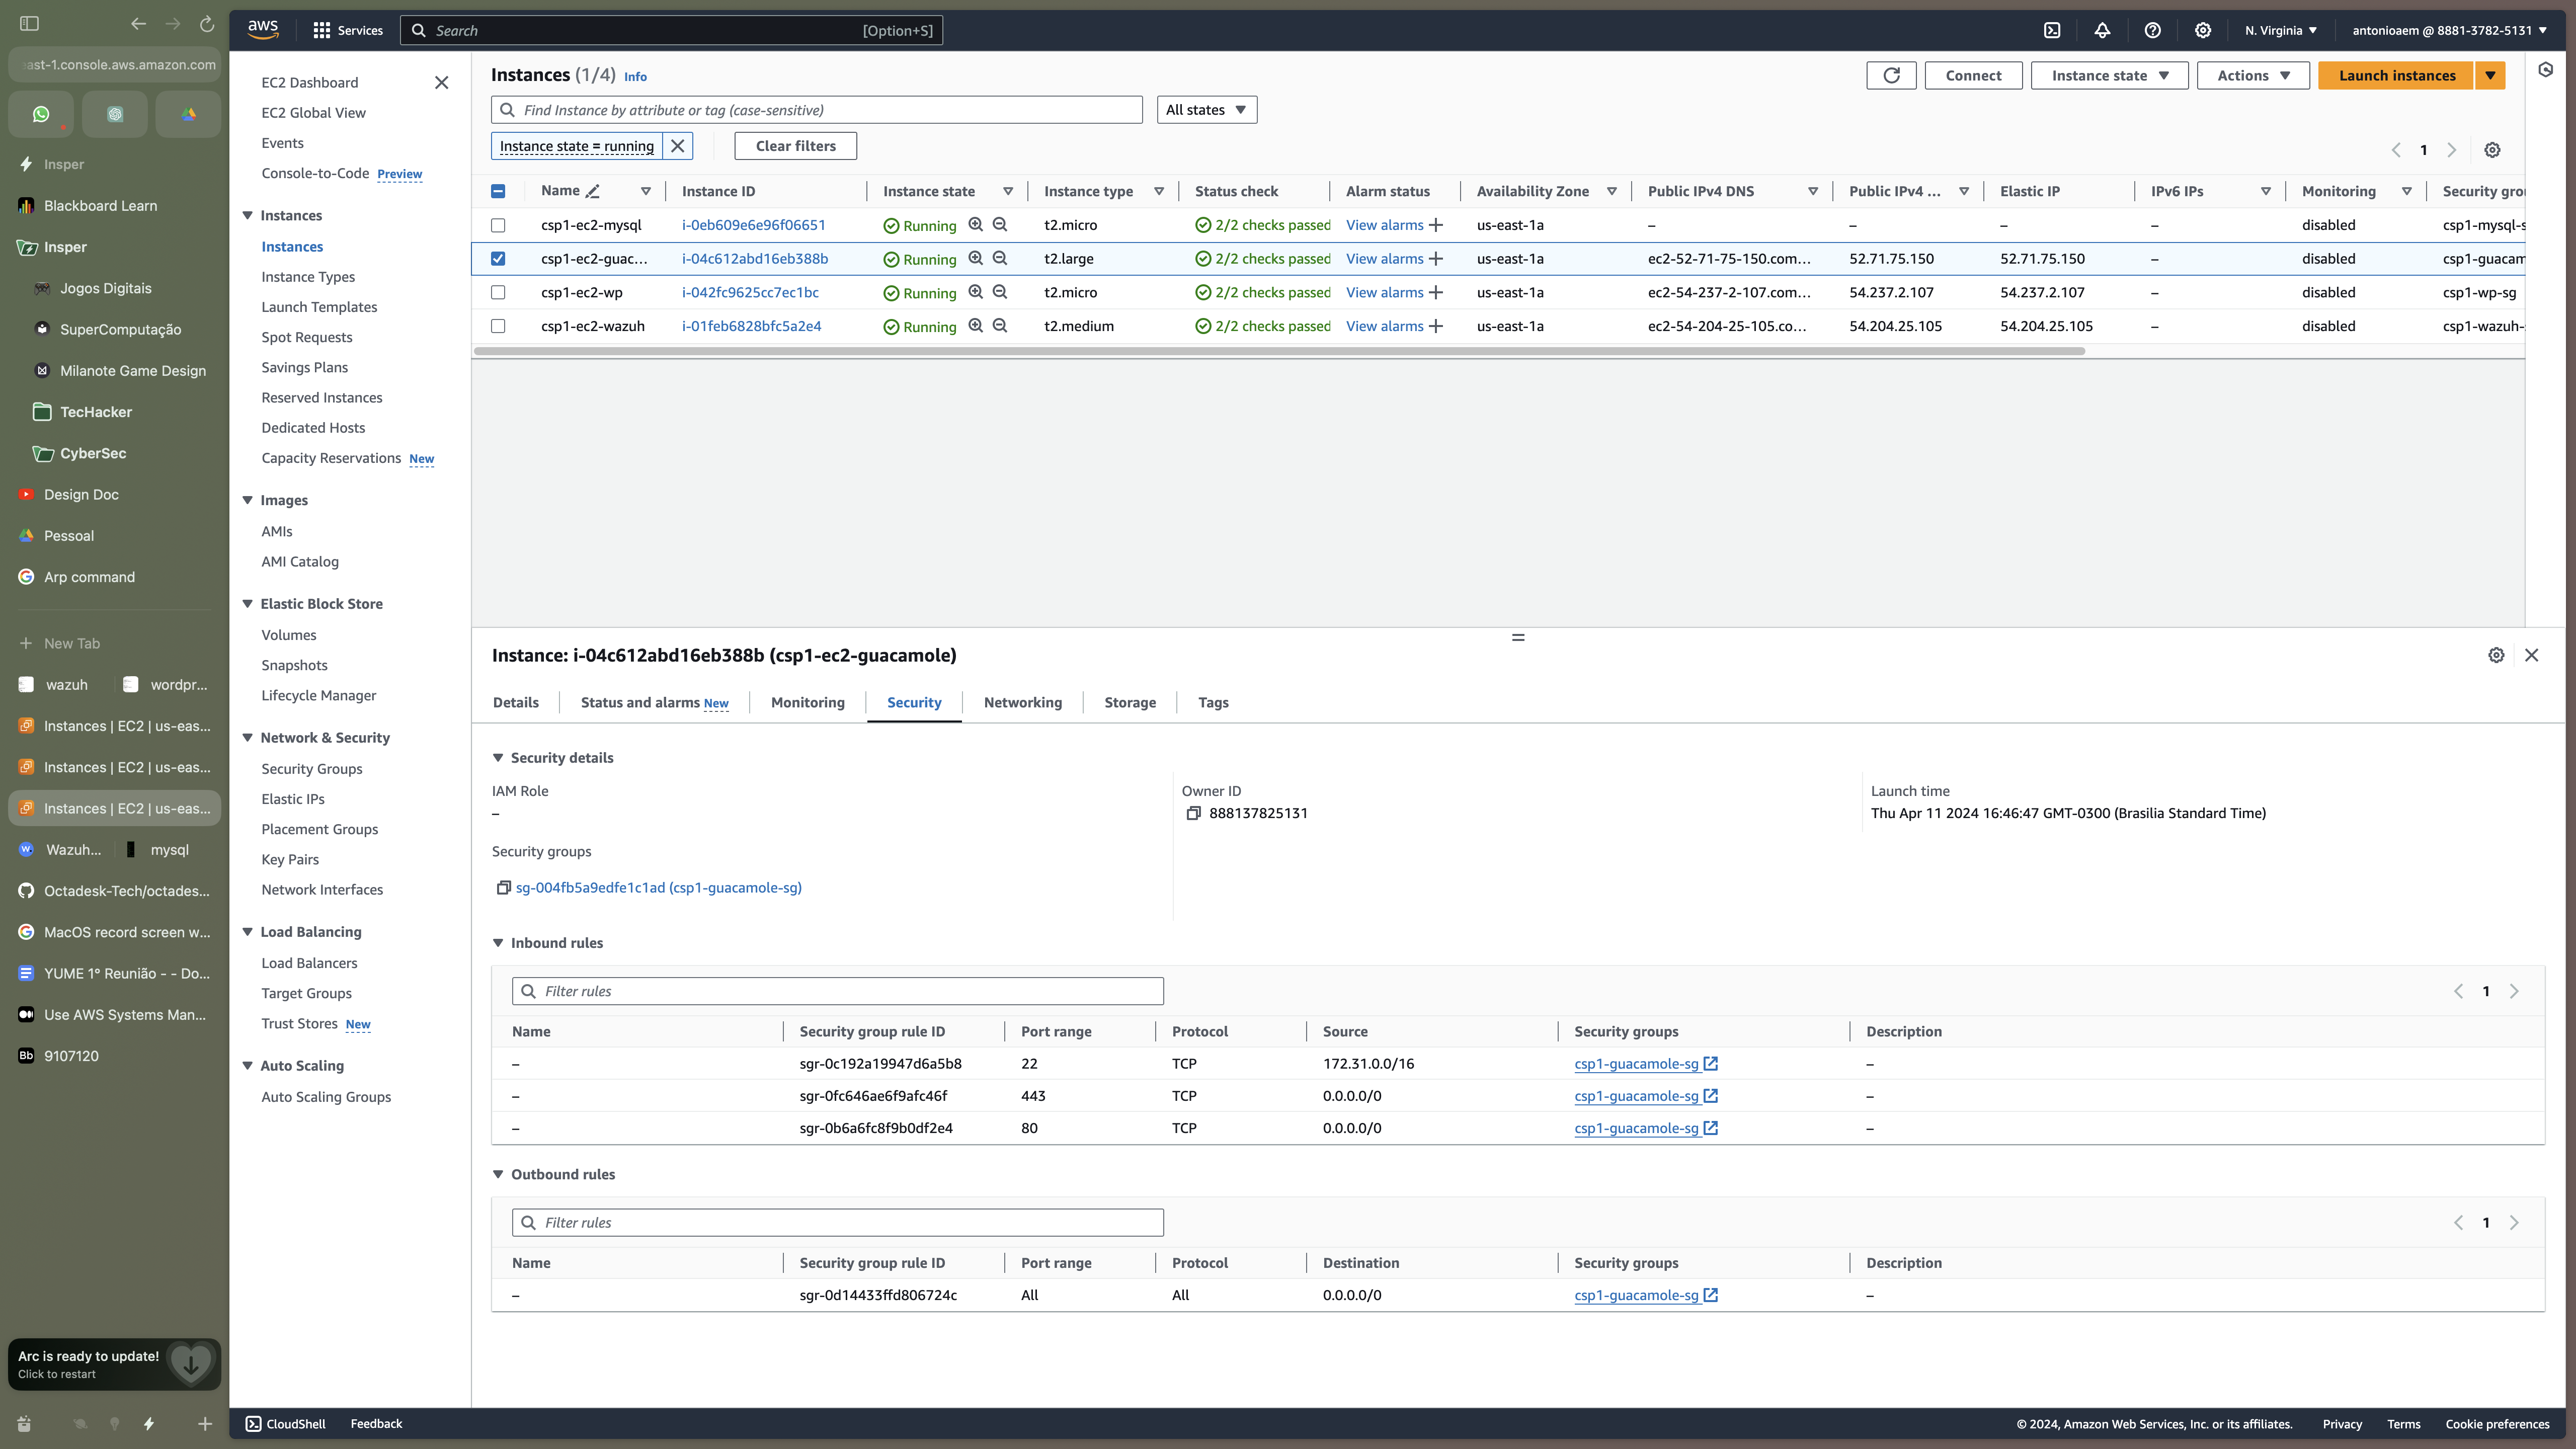 ast-1.console.aws.amazon.com
Insper
Blackboard Learn
Insper
Jogos Digitais
SuperComputação
Milanote Game Design
TecHacker
CyberSec
Design Doc
Pessoal
Arp command
New Tab
wazuh wordpr...
Instances | EC2 | us-eas...
Instances | EC2 | us-eas...
Instances | EC2 | us-eas...
Wazuh... mysql
Octadesk-Tech/octades...
MacOS record screen w...
YUME 1º Reunião - - Do...
Use AWS Systems Man...
Bb 9107120
Arc is ready to update!
Click to restart
aws Services Search [Option+S] N. Virginia antonioaem @ 8881-3782-5131
EC2 Dashboard
EC2 Global View
Events
Console-to-Code Preview
Instances
Instances
Instance Types
Launch Templates
Spot Requests
Savings Plans
Reserved Instances
Dedicated Hosts
Capacity Reservations New
Images
AMIs
AMI Catalog
Elastic Block Store
Volumes
Snapshots
Lifecycle Manager
Network & Security
Security Groups
Elastic IPs
Placement Groups
Key Pairs
Network Interfaces
Load Balancing
Load Balancers
Target Groups
Trust Stores New
Auto Scaling
Auto Scaling Groups
Instances (1/4) Info Connect Instance state Actions Launch instances
Find Instance by attribute or tag (case-sensitive) All states
Instance state = running Clear filters 1
Name Instance ID Instance state Instance type Status check Alarm status Availability Zone Public IPv4 DNS Public IPv4 ... Elastic IP IPv6 IPs Monitoring Security grou
csp1-ec2-mysql i-0eb609e6e96f06651 Running t2.micro 2/2 checks passed View alarms us-east-1a – – – – disabled csp1-mysql-s
csp1-ec2-guac... i-04c612abd16eb388b Running t2.large 2/2 checks passed View alarms us-east-1a ec2-52-71-75-150.com... 52.71.75.150 52.71.75.150 – disabled csp1-guacam
csp1-ec2-wp i-042fc9625cc7ec1bc Running t2.micro 2/2 checks passed View alarms us-east-1a ec2-54-237-2-107.com... 54.237.2.107 54.237.2.107 – disabled csp1-wp-sg
csp1-ec2-wazuh i-01feb6828bfc5a2e4 Running t2.medium 2/2 checks passed View alarms us-east-1a ec2-54-204-25-105.co... 54.204.25.105 54.204.25.105 – disabled csp1-wazuh-
Instance: i-04c612abd16eb388b (csp1-ec2-guacamole)
Details Status and alarms New Monitoring Security Networking Storage Tags
Security details
IAM Role Owner ID Launch time
– 888137825131 Thu Apr 11 2024 16:46:47 GMT-0300 (Brasilia Standard Time)
Security groups
sg-004fb5a9edfe1c1ad (csp1-guacamole-sg)
Inbound rules
Filter rules 1
Name Security group rule ID Port range Protocol Source Security groups Description
– sgr-0c192a19947d6a5b8 22 TCP 172.31.0.0/16 csp1-guacamole-sg –
– sgr-0fc646ae6f9afc46f 443 TCP 0.0.0.0/0 csp1-guacamole-sg –
– sgr-0b6a6fc8f9b0df2e4 80 TCP 0.0.0.0/0 csp1-guacamole-sg –
Outbound rules
Filter rules 1
Name Security group rule ID Port range Protocol Destination Security groups Description
– sgr-0d14433ffd806724c All All 0.0.0.0/0 csp1-guacamole-sg –
CloudShell Feedback © 2024, Amazon Web Services, Inc. or its affiliates. Privacy Terms Cookie preferences